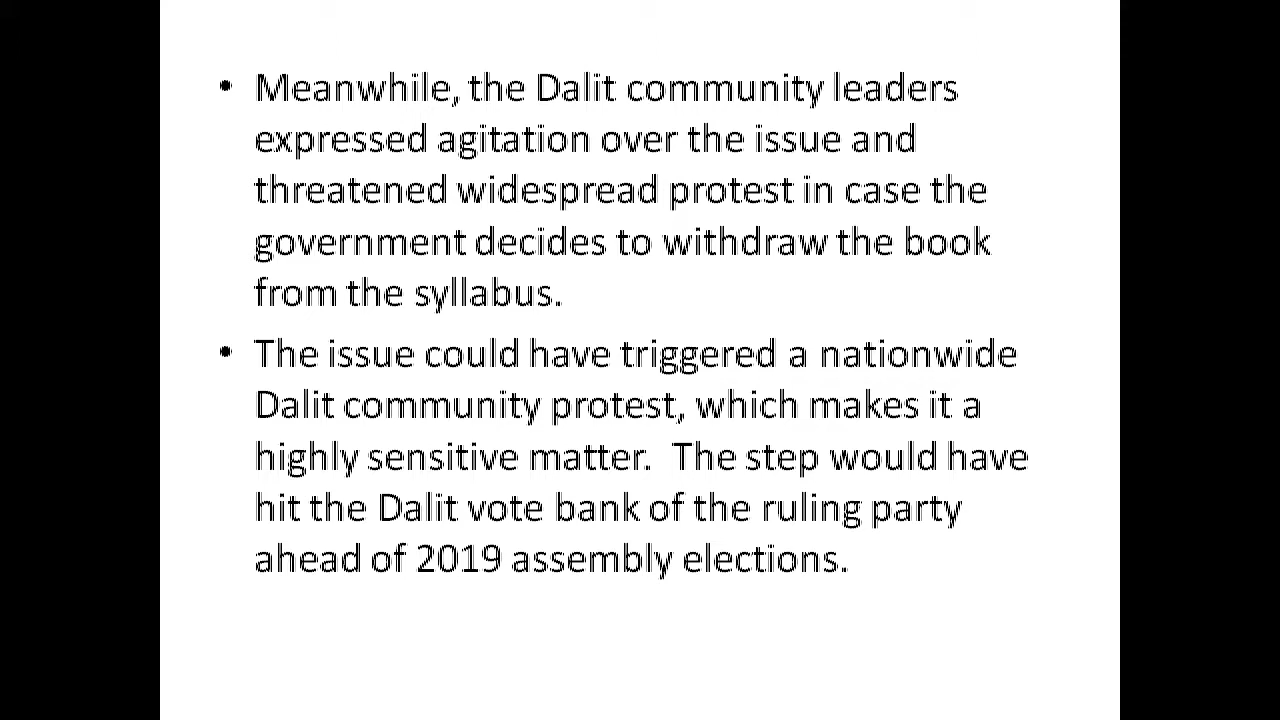 • Meanwhile, the Dalit community leaders
expressed agitation over the issue and
threatened widespread protest in case the
government decides to withdraw the book
from the syllabus.
• The issue could have triggered a nationwide
Dalit community protest, which makes it a
highly sensitive matter.  The step would have
hit the Dalit vote bank of the ruling party
ahead of 2019 assembly elections.